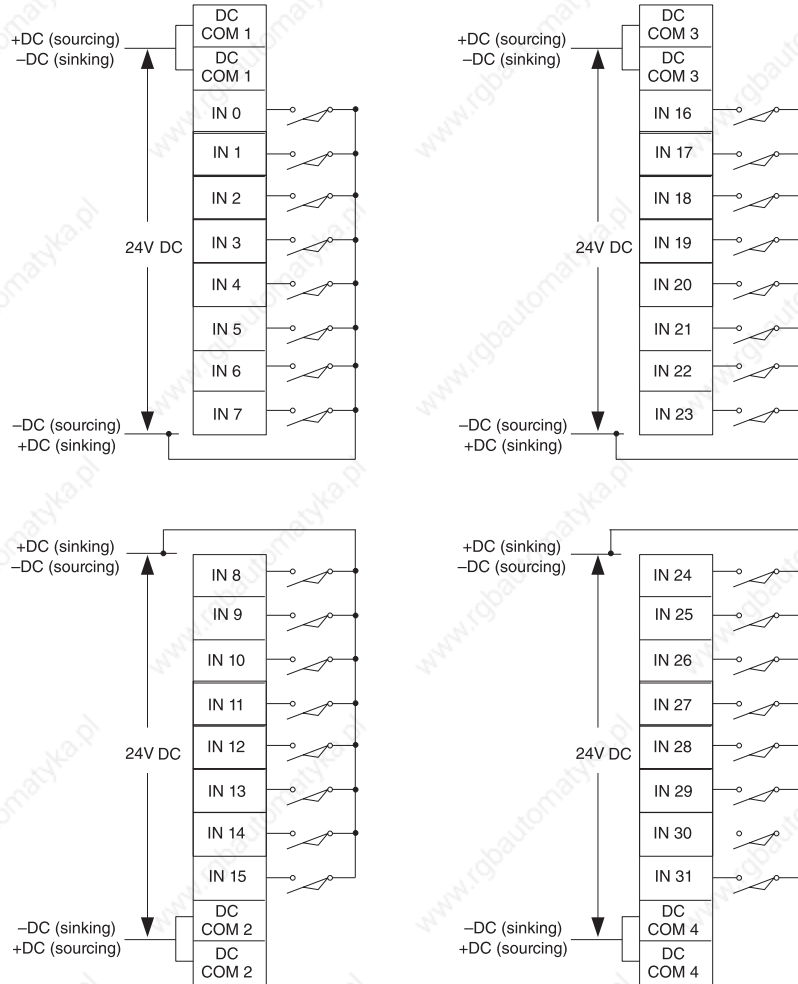 +DC (sourcing)
–DC (sinking)
DC
COM 1
DC
COM 1
IN 0
IN 1
IN 2
24V DC
IN 3
IN 4
IN 5
IN 6
IN 7
–DC (sourcing)
+DC (sinking)
+DC (sourcing)
–DC (sinking)
DC
COM 3
DC
COM 3
IN 16
IN 17
IN 18
24V DC
IN 19
IN 20
IN 21
IN 22
IN 23
–DC (sourcing)
+DC (sinking)
+DC (sinking)
–DC (sourcing)
IN 8
IN 9
IN 10
IN 11
24V DC
IN 12
IN 13
IN 14
IN 15
–DC (sinking)
+DC (sourcing)
DC
COM 2
DC
COM 2
+DC (sinking)
–DC (sourcing)
IN 24
IN 25
IN 26
IN 27
24V DC
IN 28
IN 29
IN 30
IN 31
–DC (sinking)
+DC (sourcing)
DC
COM 4
DC
COM 4
www.rgbautomatyka.pl